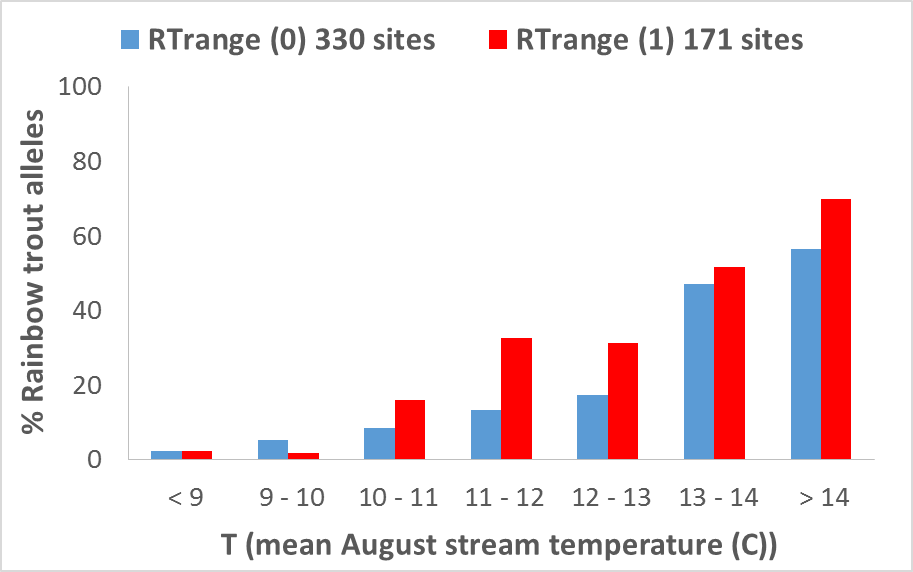 RTrange (0) 330 sites RTrange (1) 171 sites
% Rainbow trout alleles
100
80
60
40
20
0
< 9 9 - 10 10 - 11 11 - 12 12 - 13 13 - 14 > 14
T (mean August stream temperature (C))